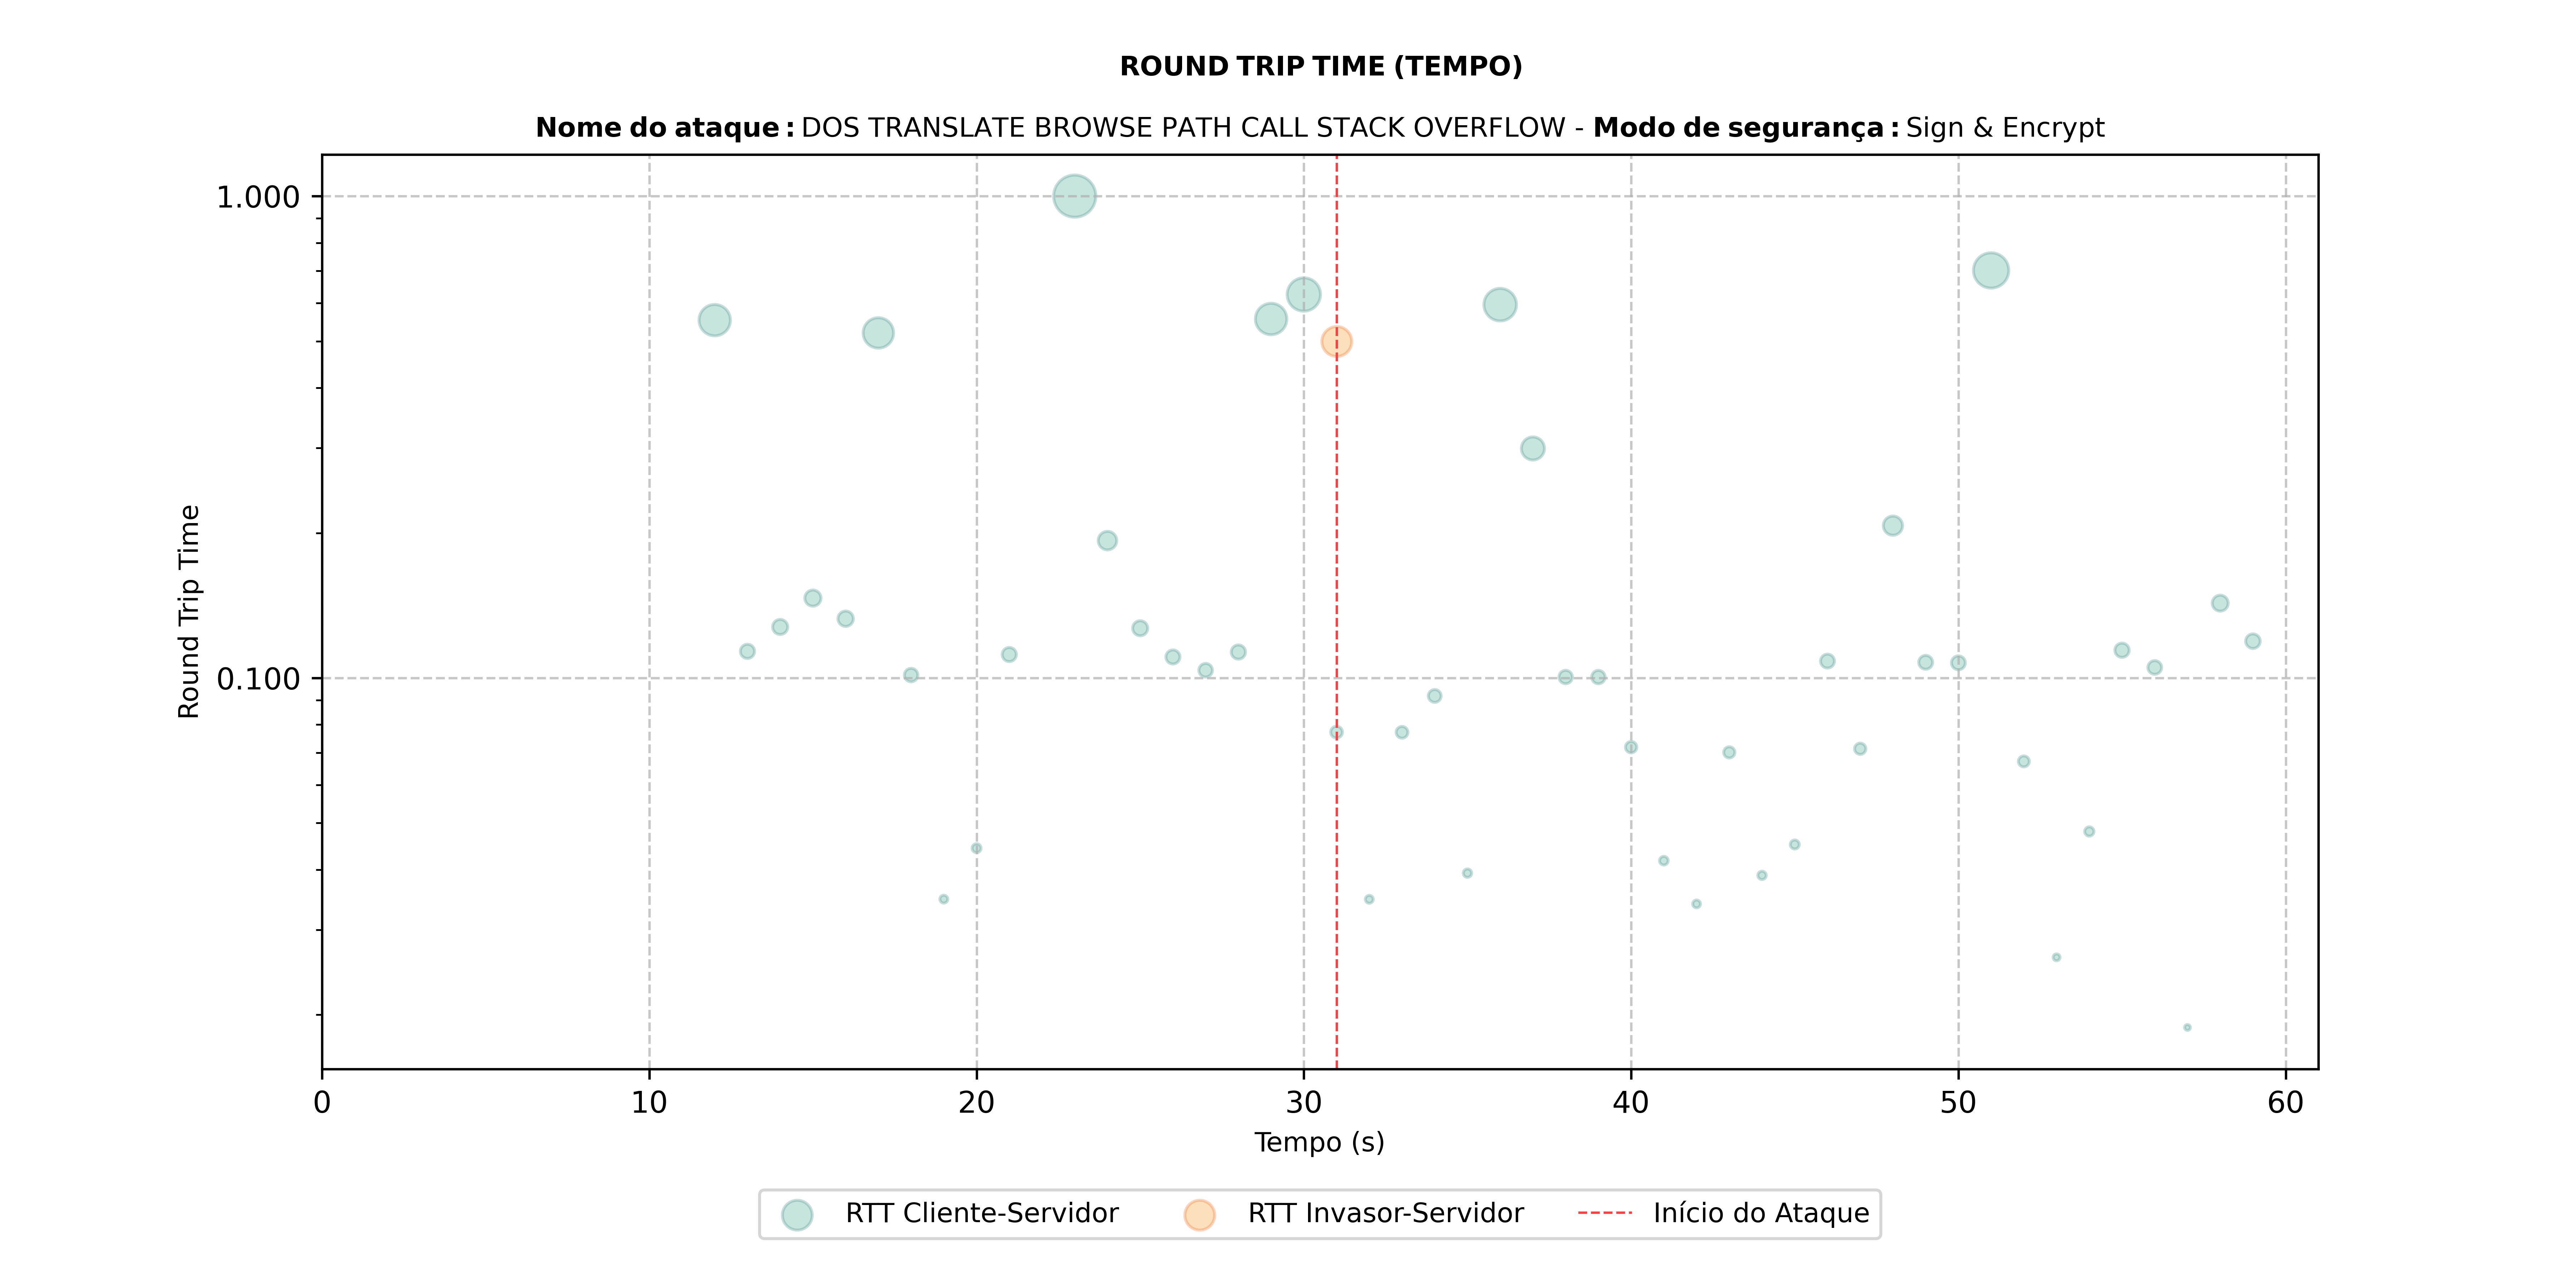 ROUND TRIP TIME (TEMPO)
Nome do ataque: DOS TRANSLATE BROWSE PATH CALL STACK OVERFLOW - Modo de segurança: Sign & Encrypt
1.000
0.100
Round Trip Time
0 10 20 30 40 50 60
Tempo (s)
RTT Cliente-Servidor RTT Invasor-Servidor Início do Ataque